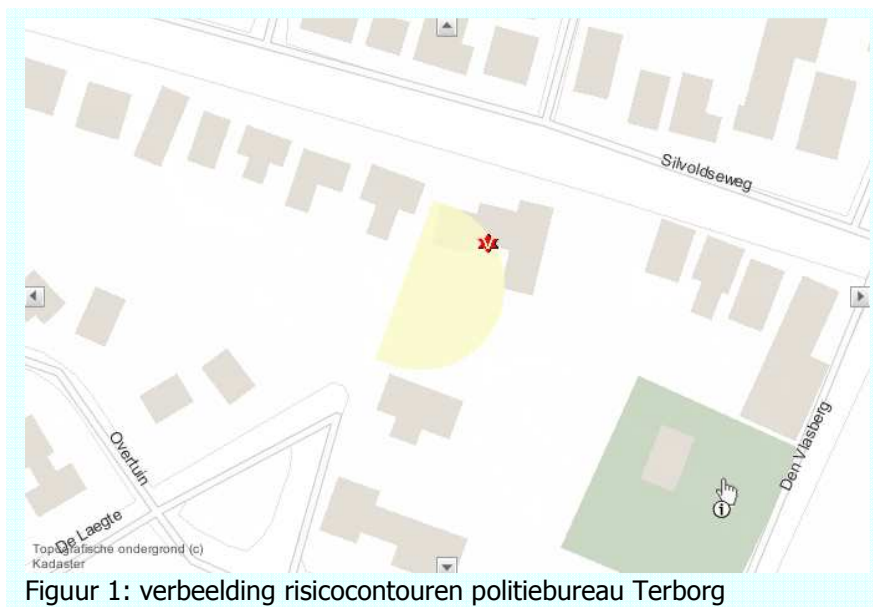 Silvoldseweg
Den Vlasberg
Overtuin
De Laegte
Topografische ondergrond (c)
Kadaster
Figuur 1: verbeelding risicocontouren politiebureau Terborg